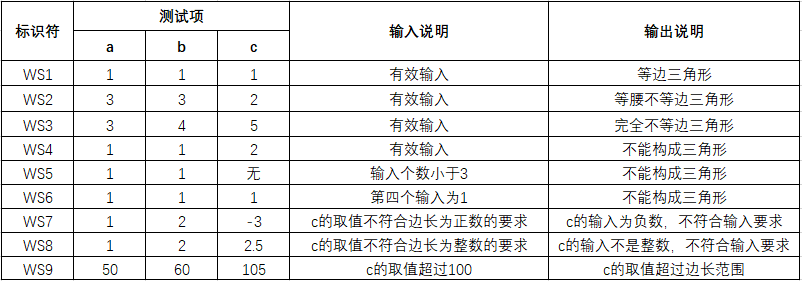 标识符 测试项 输入说明 输出说明
a b c
WS1 1 1 1 有效输入 等边三角形
WS2 3 3 2 有效输入 等腰不等边三角形
WS3 3 4 5 有效输入 完全不等边三角形
WS4 1 1 2 有效输入 不能构成三角形
WS5 1 1 无 输入个数小于3 不能构成三角形
WS6 1 1 1 第四个输入为1 不能构成三角形
WS7 1 2 -3 c的取值不符合边长为正数的要求 c的输入为负数，不符合输入要求
WS8 1 2 2.5 c的取值不符合边长为整数的要求 c的输入不是整数，不符合输入要求
WS9 50 60 105 c的取值超过100 c的取值超过边长范围